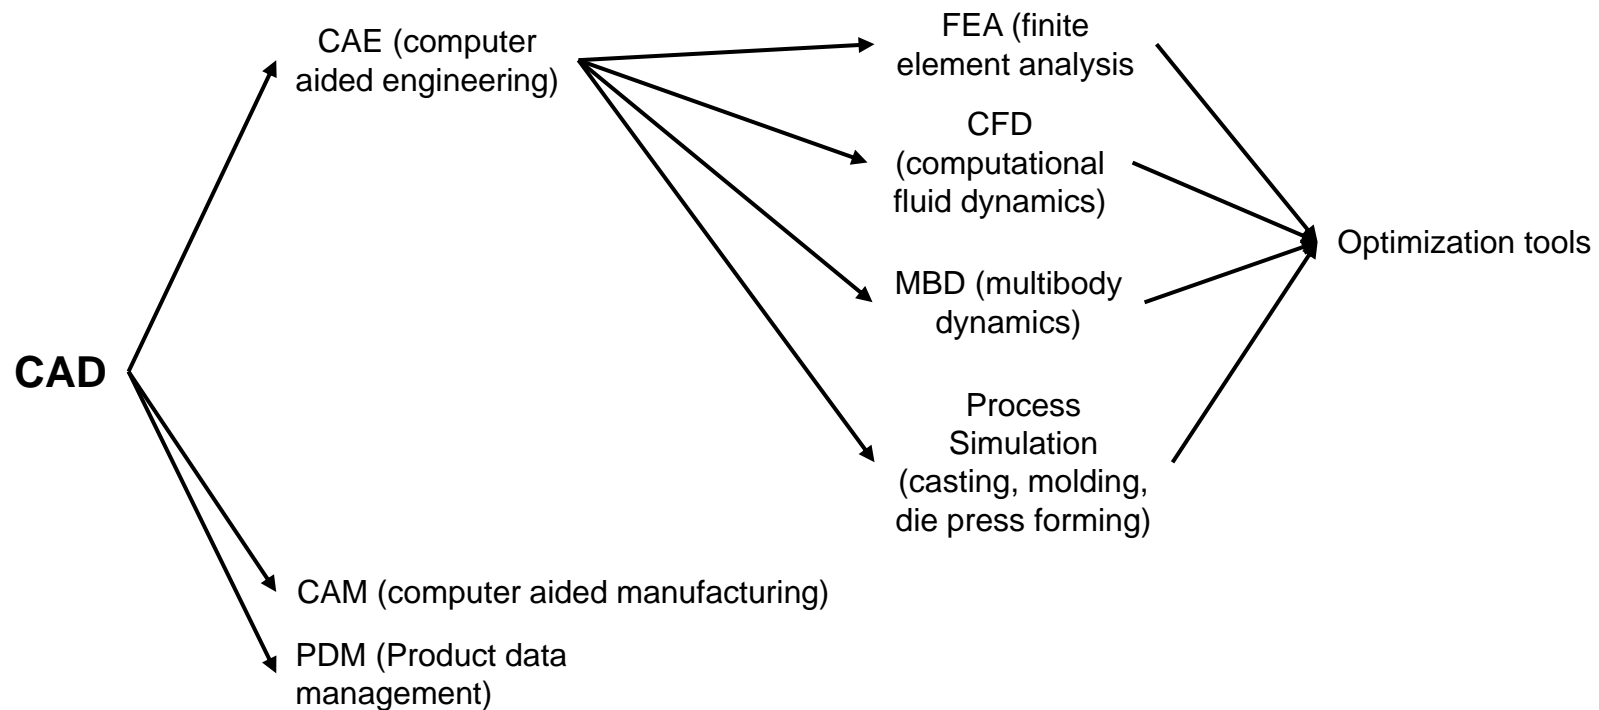 CAD
CAE (computer
aided engineering)
CAM (computer aided manufacturing)
PDM (Product data
management)
FEA (finite
element analysis
CFD
(computational
fluid dynamics)
MBD (multibody
dynamics)
Process
Simulation
(casting, molding,
die press forming)
Optimization tools